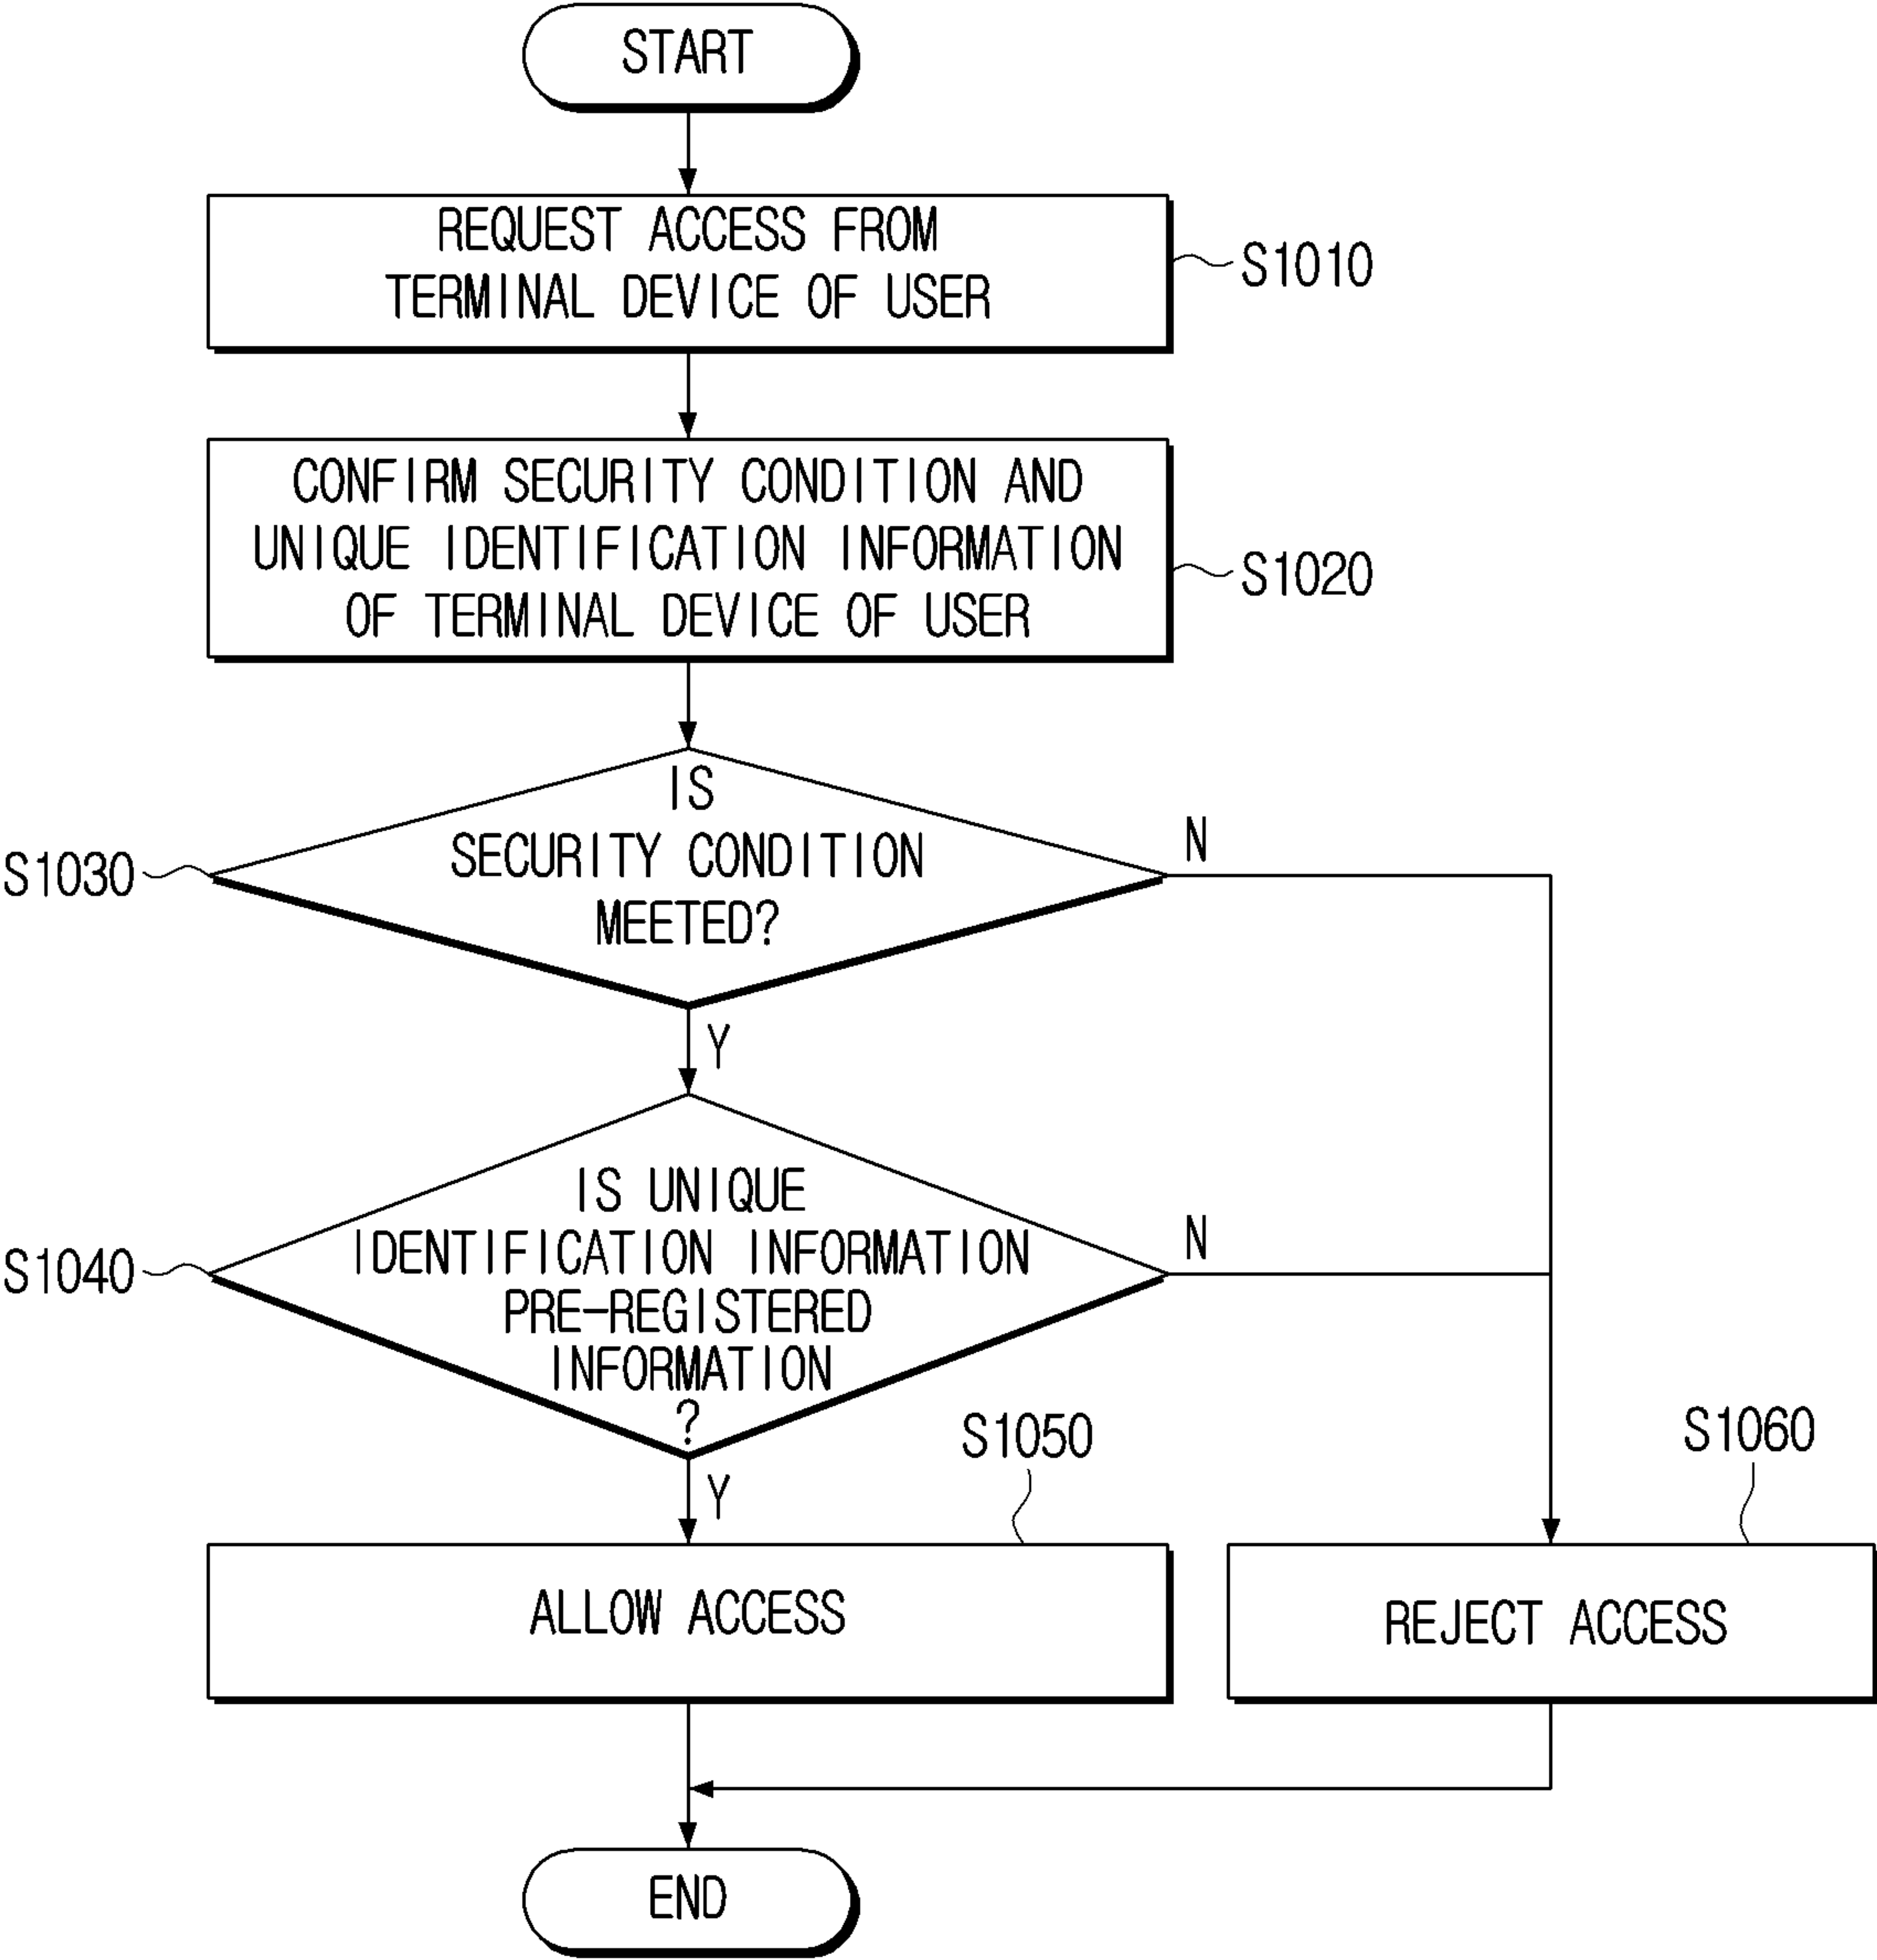 START
REQUEST ACCESS FROM
TERMINAL DEVICE OF USER
S1010
CONFIRM SECURITY CONDITION AND
UNIQUE IDENTIFICATION INFORMATION
OF TERMINAL DEVICE OF USER
S1020
IS
SECURITY CONDITION
MEETED?
S1030
N
Y
IS UNIQUE
IDENTIFICATION INFORMATION
PRE-REGISTERED
INFORMATION
?
S1040
N
Y
S1050
ALLOW ACCESS
S1060
REJECT ACCESS
END